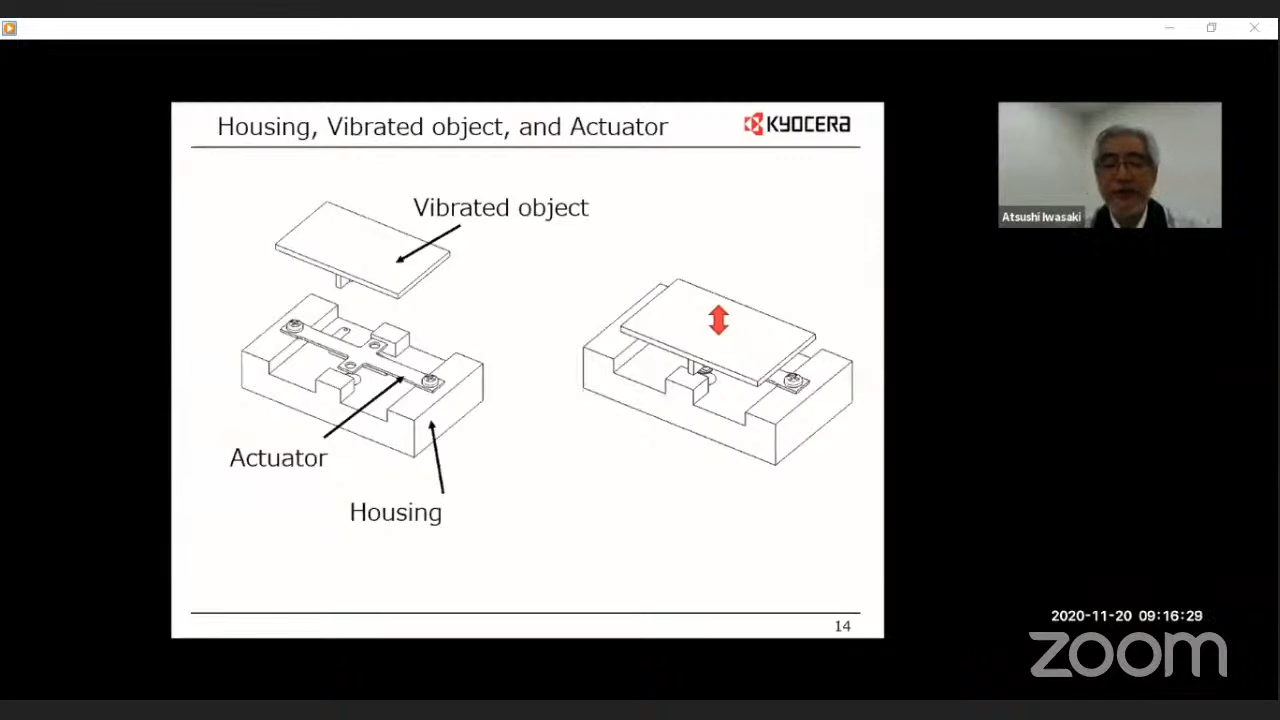 Housing, Vibrated object, and Actuator
KYOCERA
Vibrated object
Actuator
Housing
14
Atsushi Iwasaki
2020-11-20 09:16:29
zoom